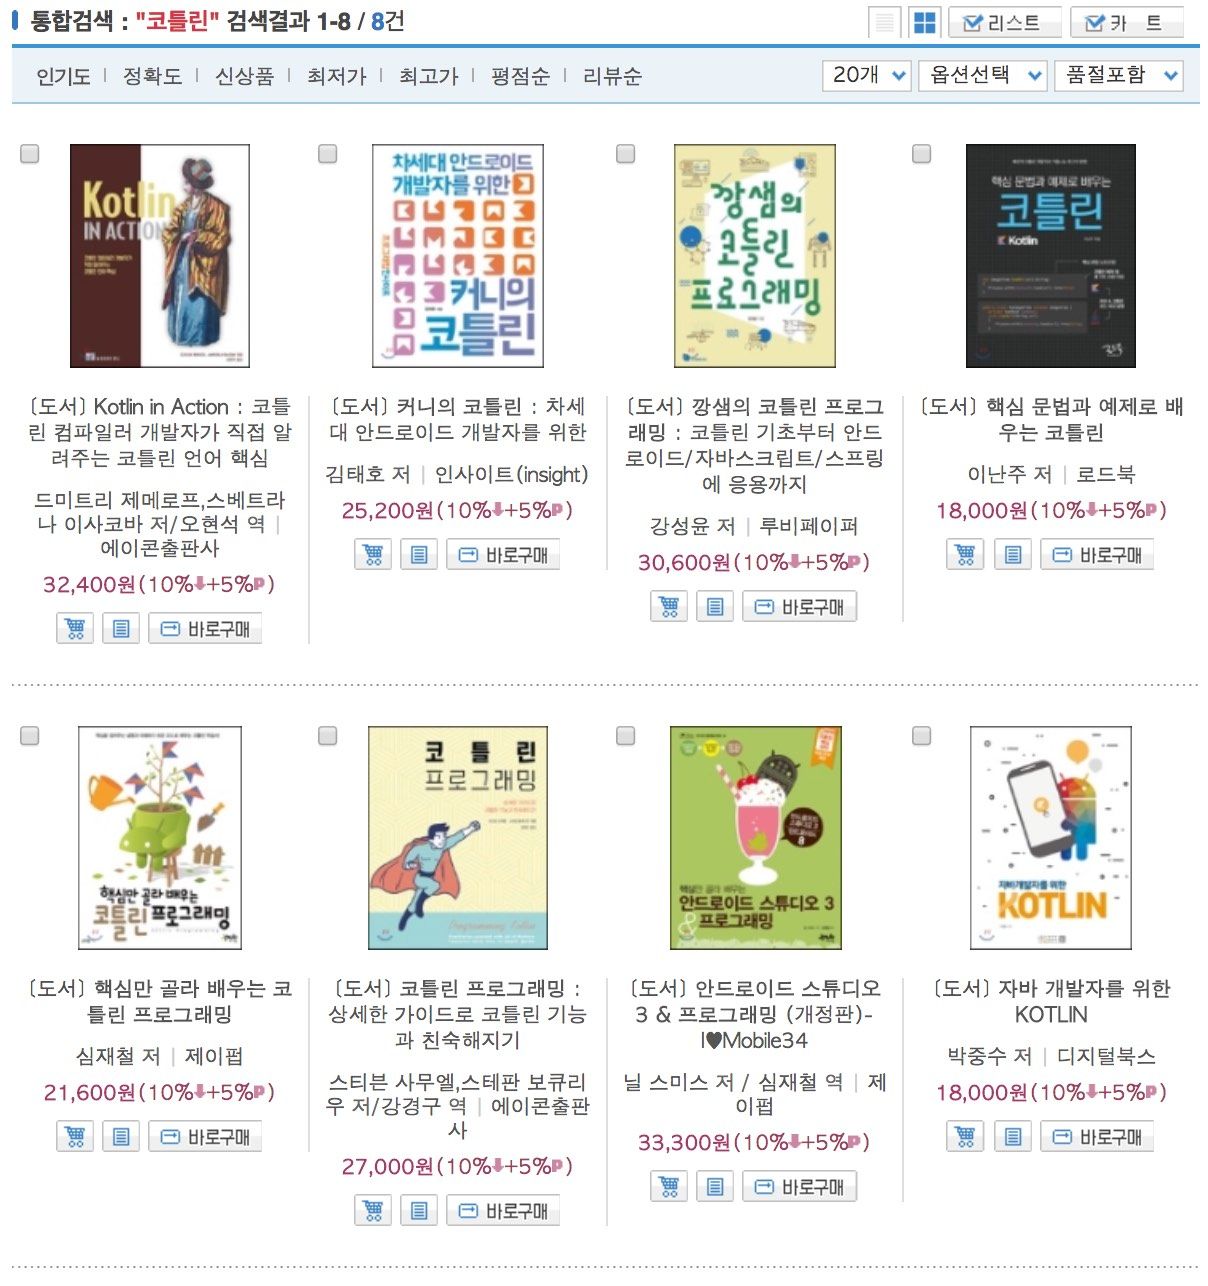 통합검색 : "코틀린" 검색결과 1-8 / 8건
리스트
카 트
인기도 | 정확도 | 신상품 | 최저가 | 최고가 | 평점순 | 리뷰순
20개
옵션선택
품절포함
Kotlin
IN ACTION
차세대 안드로이드
개발자를 위한
커니의
코틀린
깡샘의
코틀린
프로그래밍
핵심 문법과 예제로 배우는
코틀린
Kotlin
[도서] Kotlin in Action : 코틀
린 컴파일러 개발자가 직접 알
려주는 코틀린 언어 핵심
드미트리 제메로프,스베트라
나 이사코바 저/오현석 역 |
에이콘출판사
32,400원(10%+5%P)
바로구매
[도서] 커니의 코틀린 : 차세
대 안드로이드 개발자를 위한
김태호 저 | 인사이트(insight)
25,200원(10%+5%P)
바로구매
[도서] 깡샘의 코틀린 프로그
래밍 : 코틀린 기초부터 안드
로이드/자바스크립트/스프링
에 응용까지
강성윤 저 | 루비페이퍼
30,600원(10%+5%P)
바로구매
[도서] 핵심 문법과 예제로 배
우는 코틀린
이난주 저 | 로드북
18,000원(10%+5%P)
바로구매
핵심만 골라 배우는
코틀린 프로그래밍
코 틀 린
프로그래밍
Programming Kotlin
핵심만 골라 배우는
안드로이드 스튜디오 3
& 프로그래밍
자바 개발자를 위한
KOTLIN
[도서] 핵심만 골라 배우는 코
틀린 프로그래밍
심재철 저 | 제이펍
21,600원(10%+5%P)
바로구매
[도서] 코틀린 프로그래밍 :
상세한 가이드로 코틀린 기능
과 친숙해지기
스티븐 사무엘,스테판 보큐리
우 저/강경구 역 | 에이콘출판
사
27,000원(10%+5%P)
바로구매
[도서] 안드로이드 스튜디오
3 & 프로그래밍 (개정판)-
I♥Mobile34
닐 스미스 저 / 심재철 역 | 제
이펍
33,300원(10%+5%P)
바로구매
[도서] 자바 개발자를 위한
KOTLIN
박중수 저 | 디지털북스
18,000원(10%+5%P)
바로구매